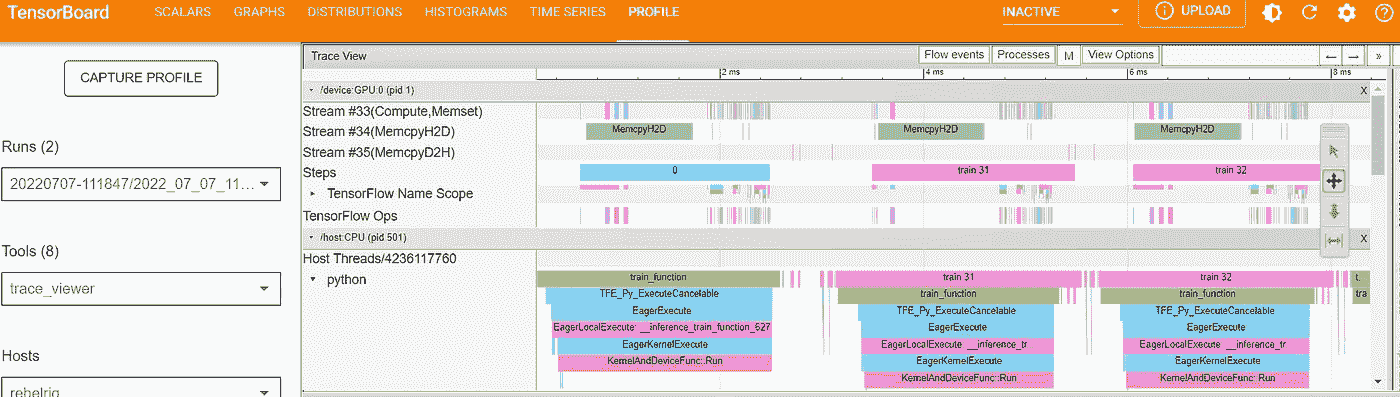 TensorBoard SCALARS GRAPHS DISTRIBUTIONS HISTOGRAMS TIME SERIES PROFILE INACTIVE UPLOAD
CAPTURE PROFILE
Runs (2)
20220707-111847/2022_07_07_11...
Tools (8)
trace_viewer
Hosts
rebelrig
Trace View Flow events Processes M View Options ← → »
2 ms 4 ms 6 ms 8 ms
/device:GPU:0 (pid 1) X
Stream #33(Compute,Memset)
Stream #34(MemcpyH2D) MemcpyH2D MemcpyH2D MemcpyH2D
Stream #35(MemcpyD2H)
Steps 0 train 31 train 32
TensorFlow Name Scope
TensorFlow Ops
/host:CPU (pid 501) X
Host Threads/4236117760
python train_function train 31 train 32 t.
TFE_Py_ExecuteCancelable train_function train_function tra
EagerExecute TFE_Py_ExecuteCancelable TFE_Py_ExecuteCancelable
EagerLocalExecute: __inference_train_function_627 EagerExecute EagerExecute
EagerKernelExecute EagerLocalExecute: __inference_tr EagerLocalExecute: __inference_tr
KernelAndDeviceFunc::Run EagerKernelExecute EagerKernelExecute
KernelAndDeviceFunc::Run KernelAndDeviceFunc::Run